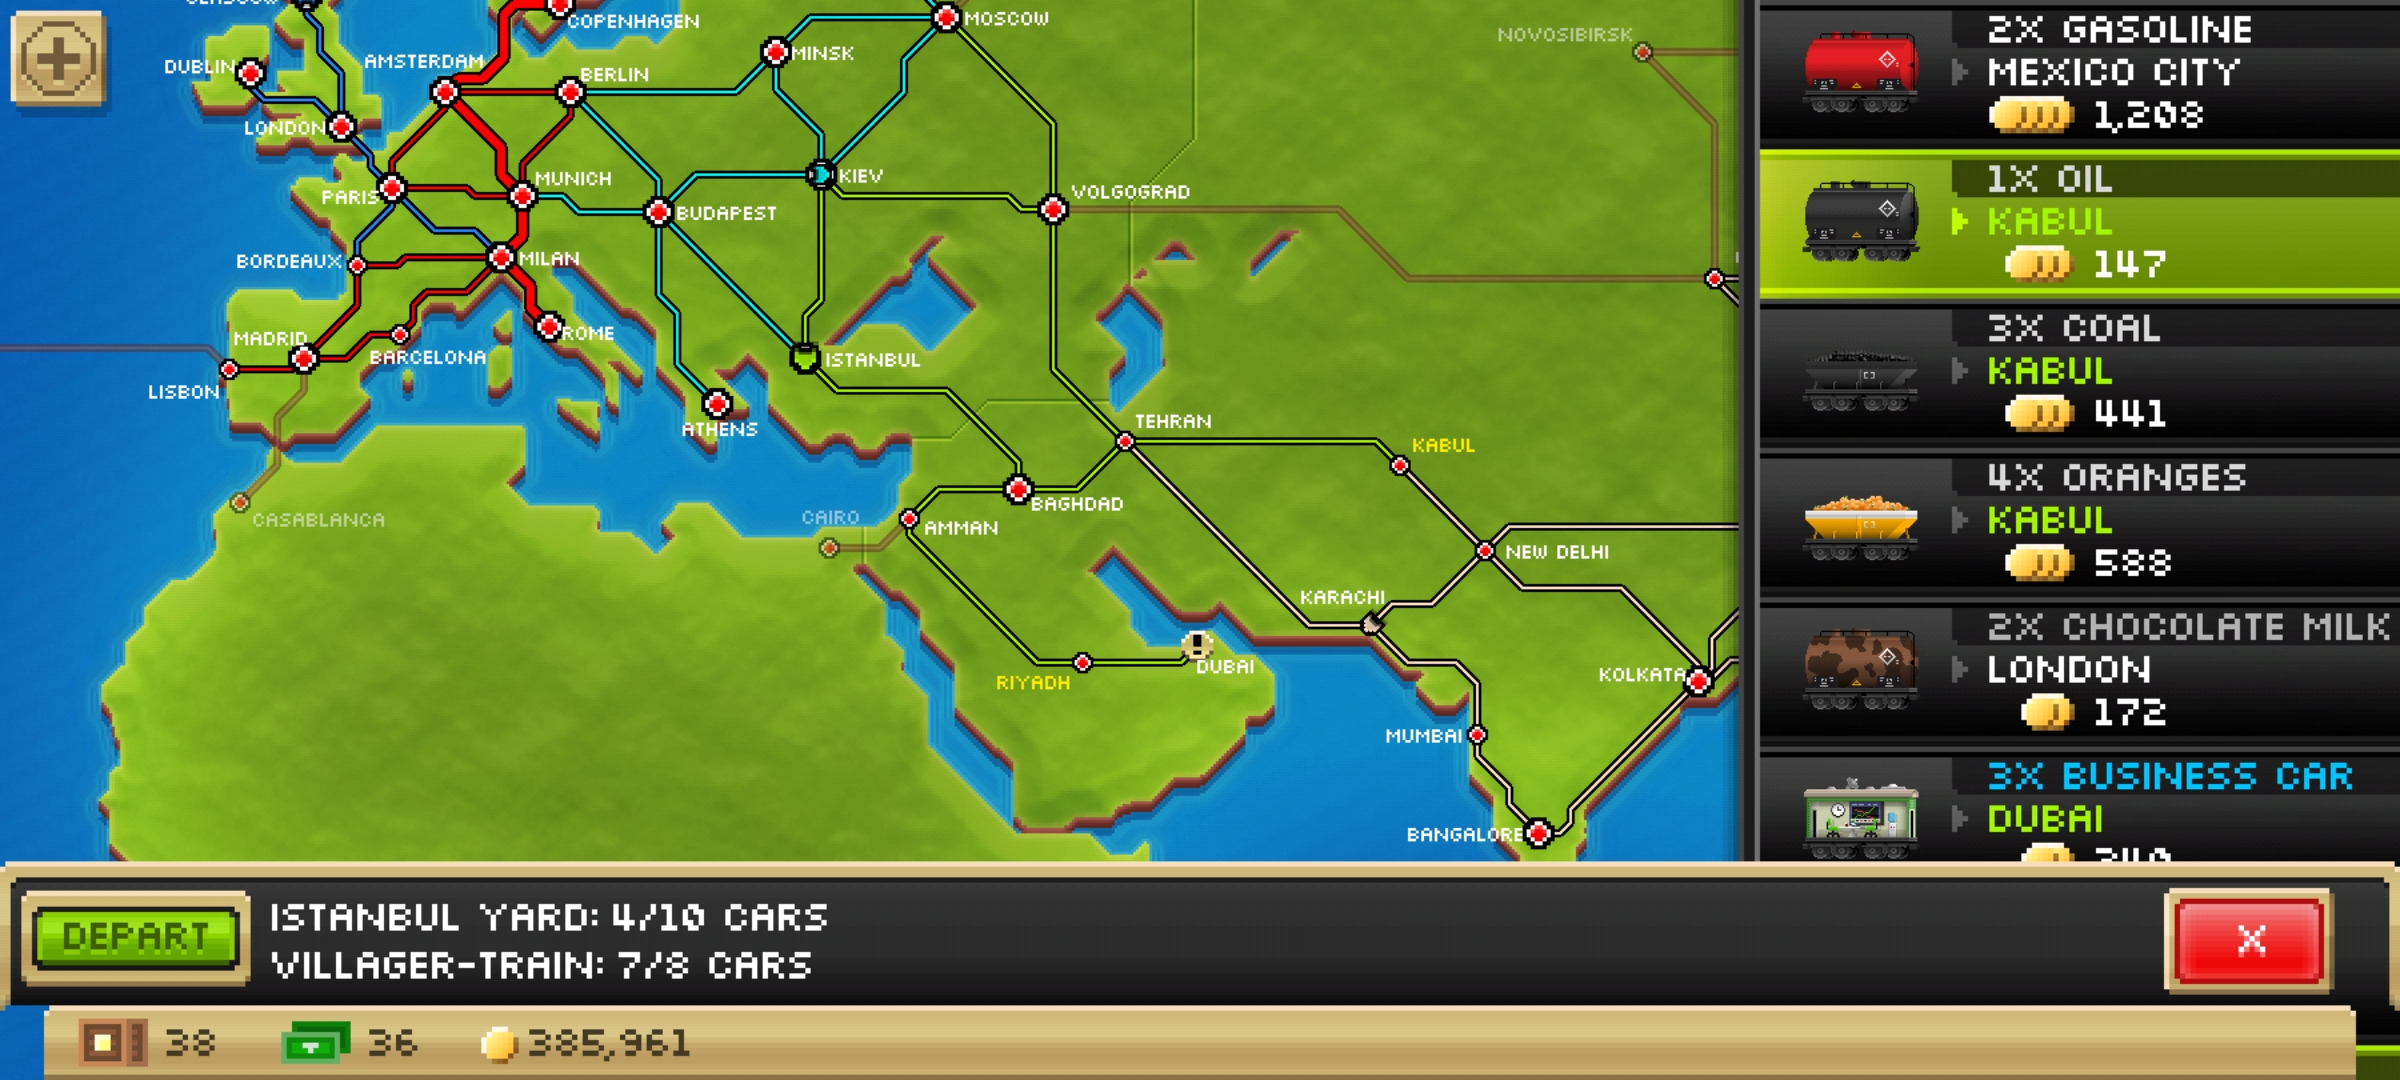 COPENHAGEN
MOSCOW
NOVOSIBIRSK
MINSK
AMSTERDAM
DUBLIN
BERLIN
LONDON
KIEV
MUNICH
VOLGOGRAD
PARIS
BUDAPEST
BORDEAUX
MILAN
ROME
MADRID
BARCELONA
ISTANBUL
LISBON
ATHENS
TEHRAN
KABUL
BAGHDAD
CASABLANCA
CAIRO
AMMAN
NEW DELHI
KARACHI
DUBAI
RIYADH
KOLKATA
MUMBAI
BANGALORE
2X GASOLINE
MEXICO CITY
1,208
1X OIL
KABUL
147
3X COAL
KABUL
441
4X ORANGES
KABUL
588
2X CHOCOLATE MILK
LONDON
172
3X BUSINESS CAR
DUBAI
DEPART
ISTANBUL YARD: 4/10 CARS
VILLAGER-TRAIN: 7/8 CARS
X
38
36
385,961